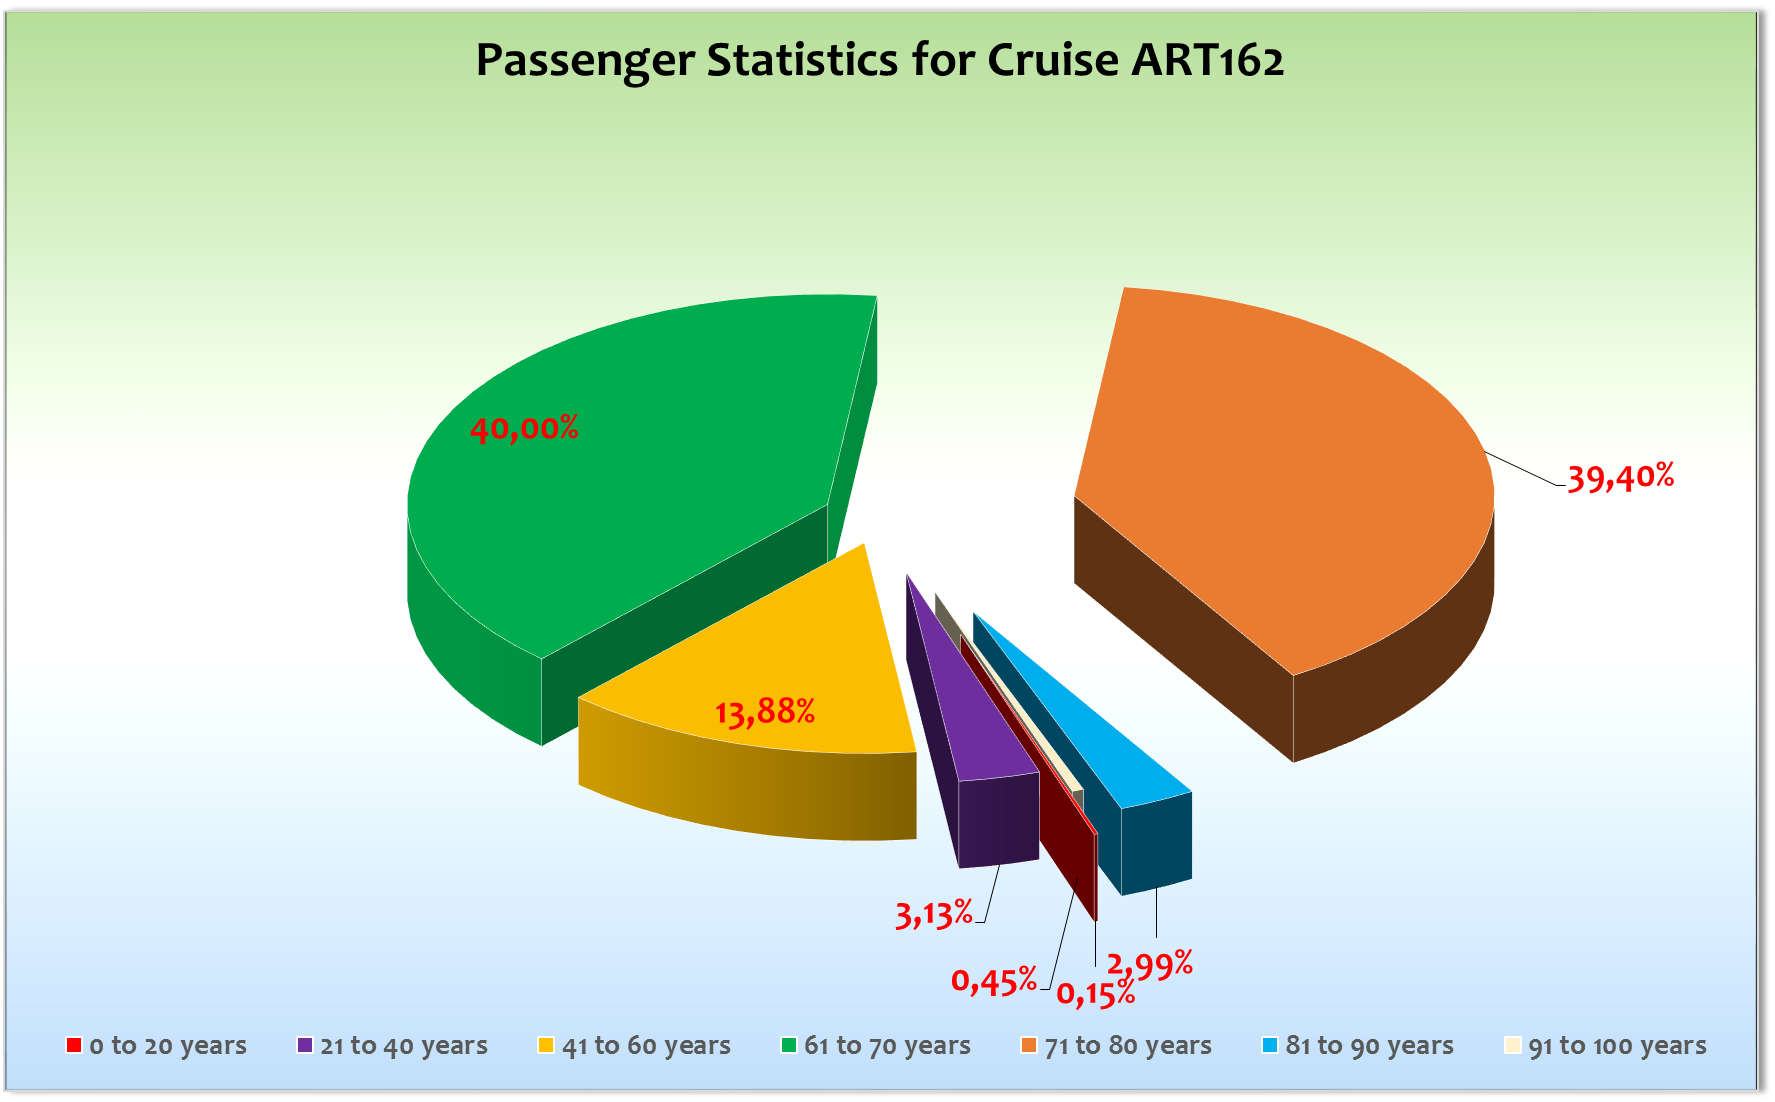 Passenger Statistics for Cruise ART162
40,00%
39,40%
13,88%
3,13%
0,45%
0,15%
2,99%
0 to 20 years
21 to 40 years
41 to 60 years
61 to 70 years
71 to 80 years
81 to 90 years
91 to 100 years